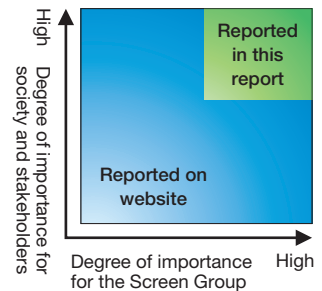 High
Degree of importance for
society and stakeholders
Reported
in this
report
Reported on
website
Degree of importance
for the Screen Group
High